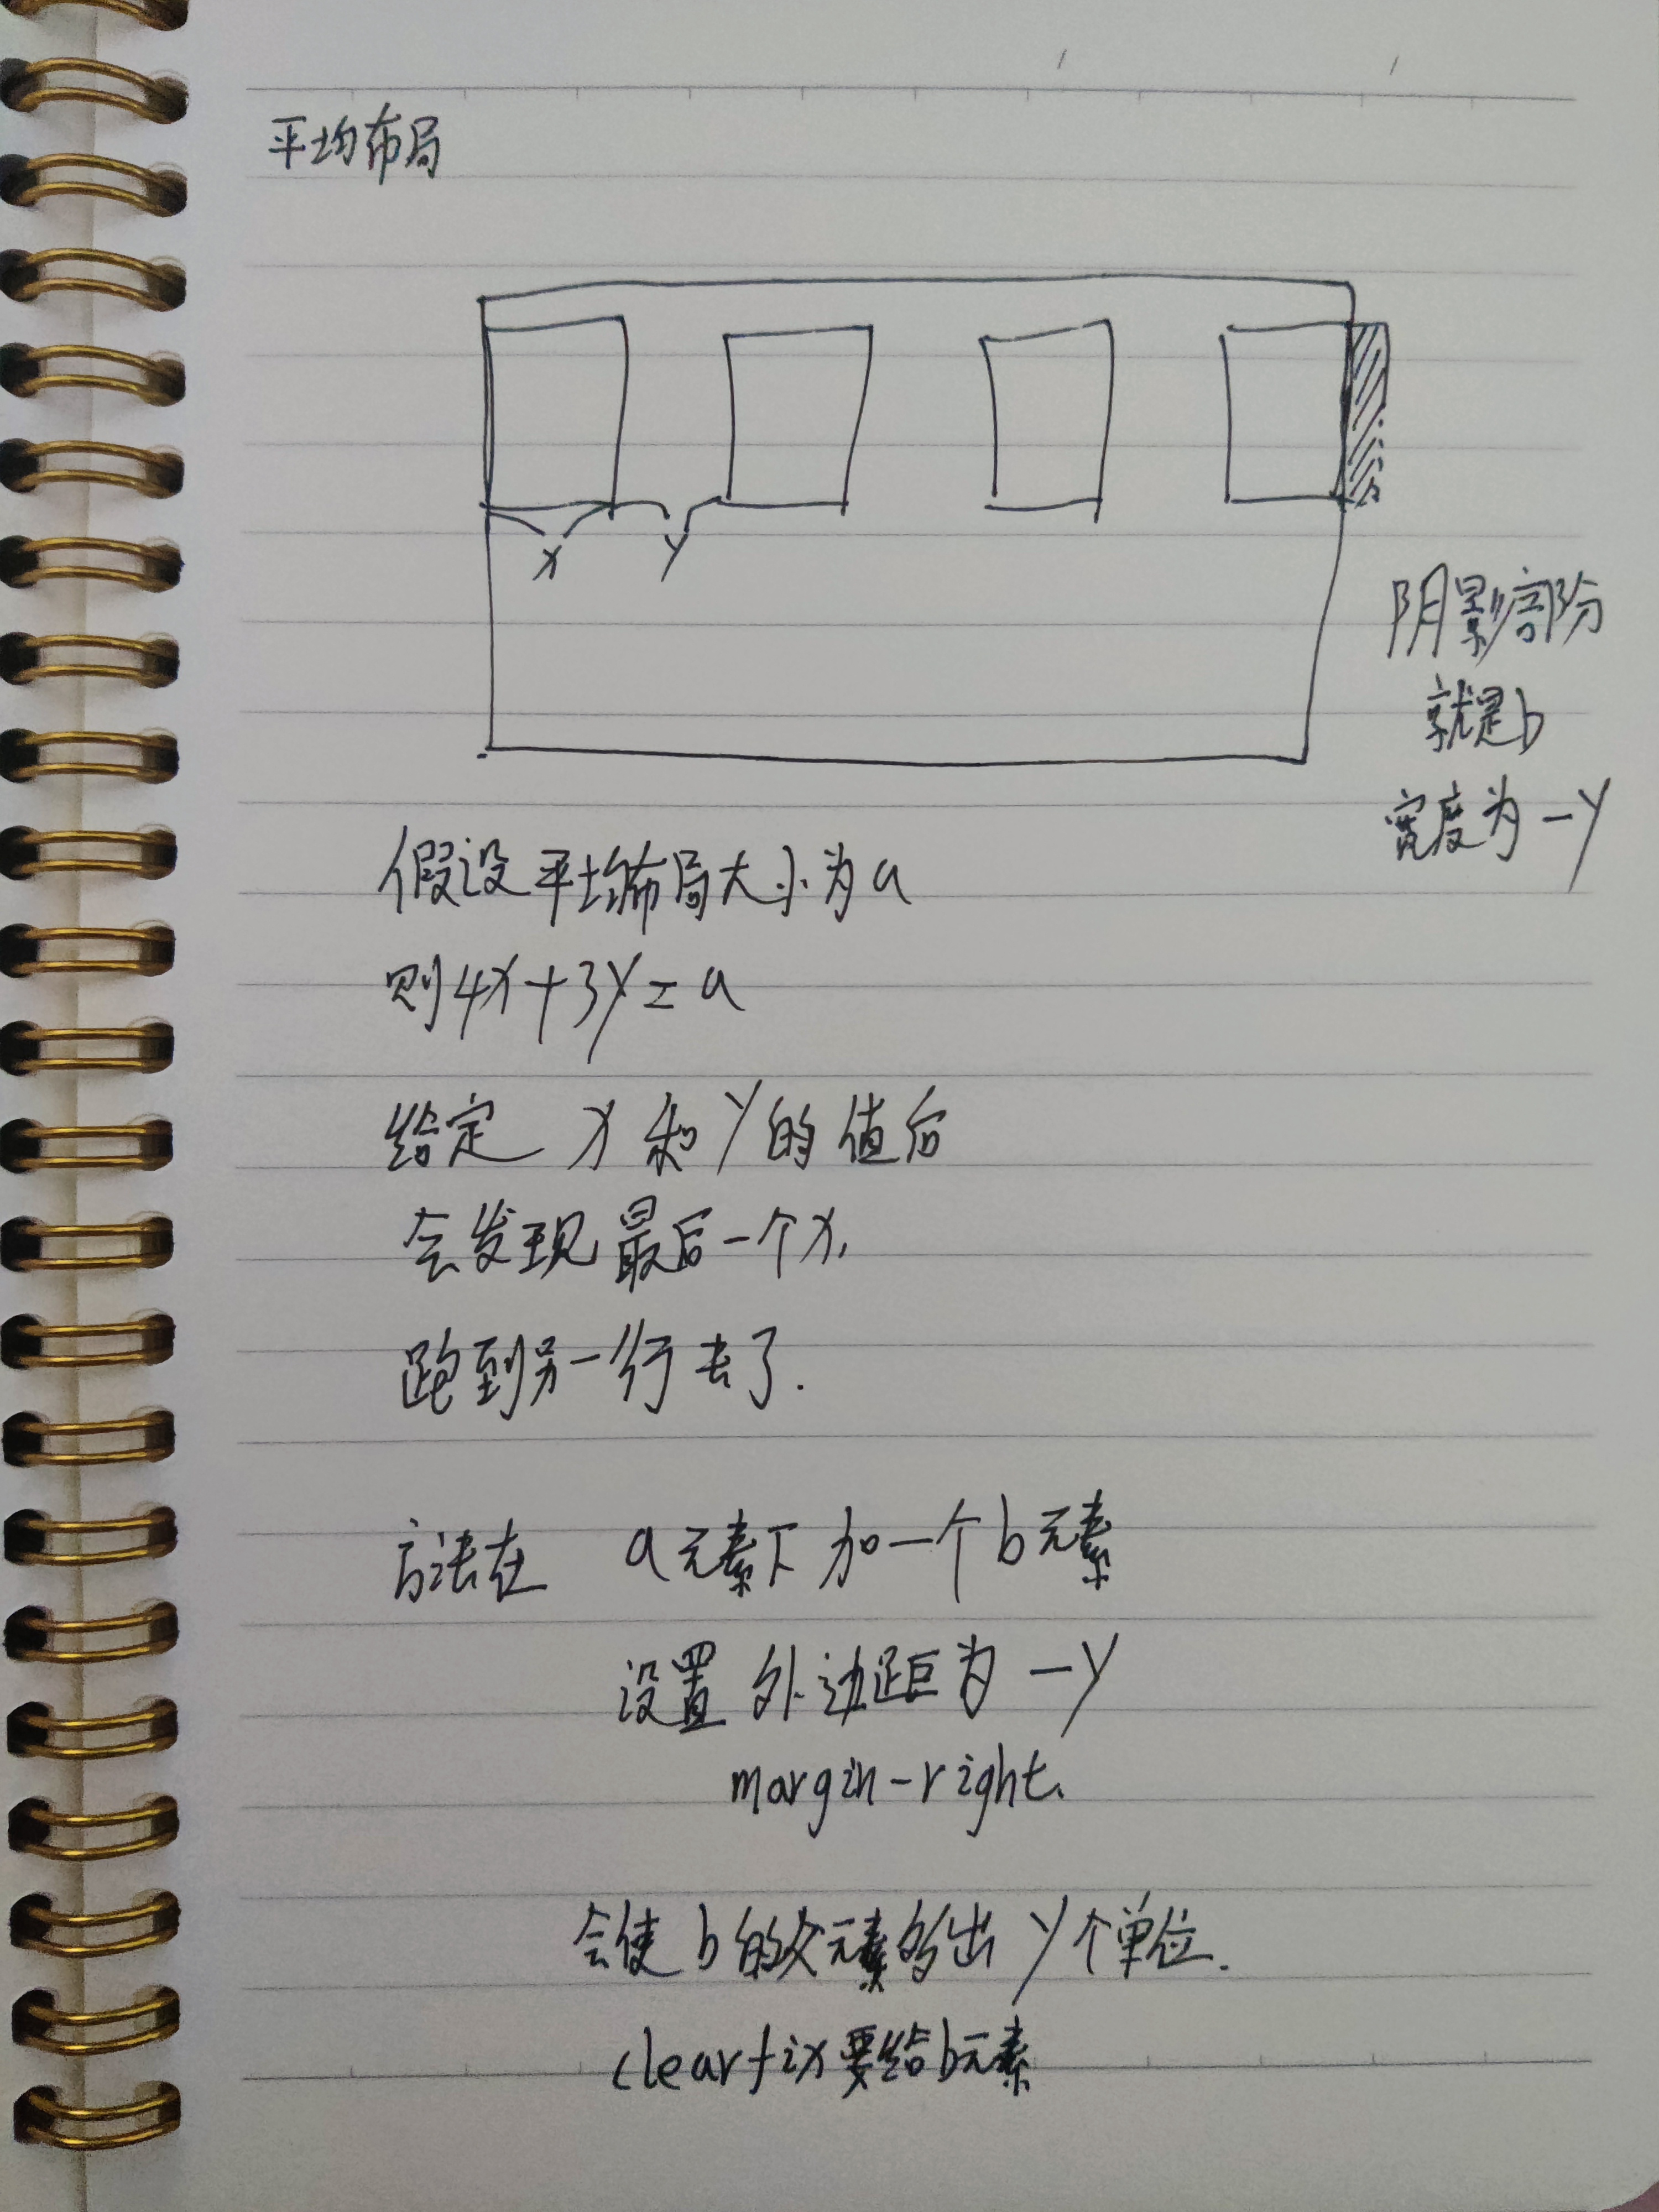 平均布局
x
y
阴影部分
就是b
宽度为-y
假设平均布局大小为a
则4x+3y=a
给定 x和y的值后
会发现最后一个x,
跑到另一行去了.
方法在 a元素下加一个b元素
设置外边距为-y
margin-right.
会使b的父元素多出y个单位.
clearfix要给b元素